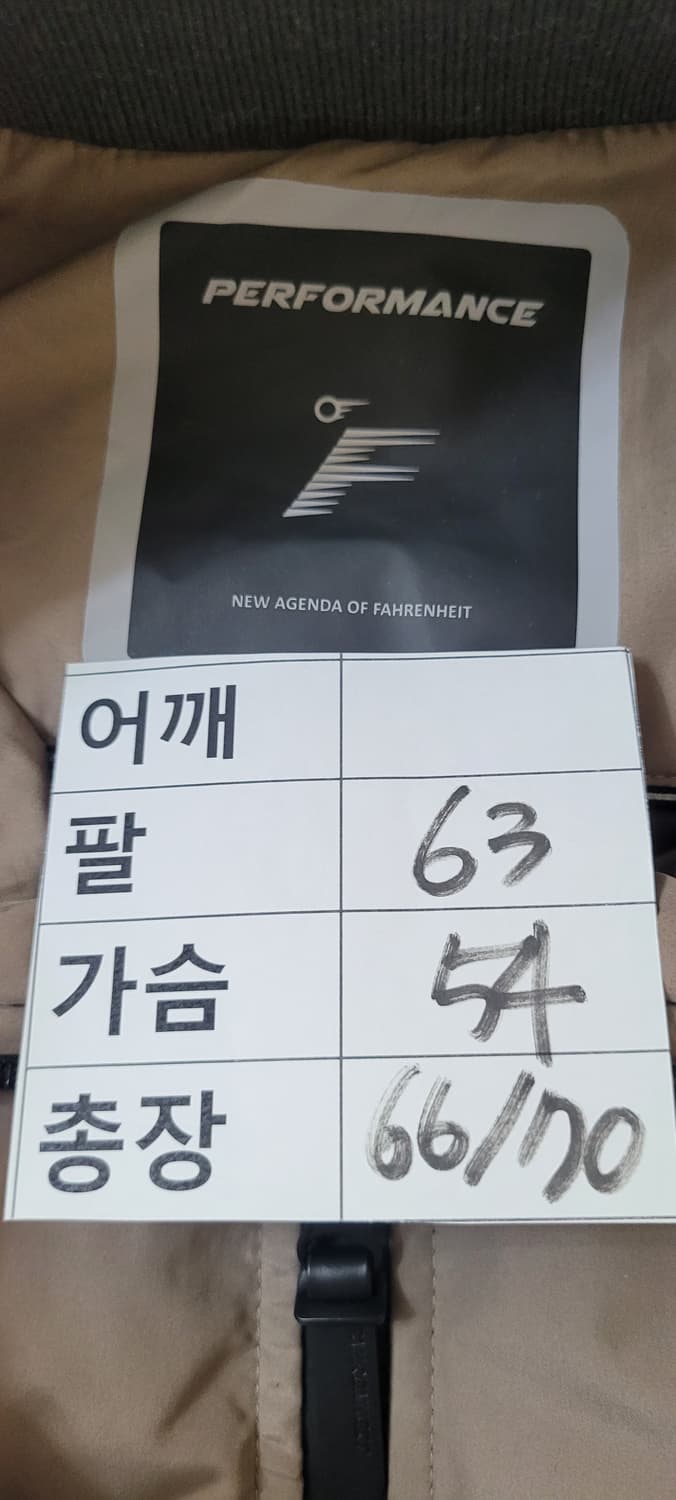 PERFORMANCE
NEW AGENDA OF FAHRENHEIT
어깨
팔 63
가슴 54
총장 66/70